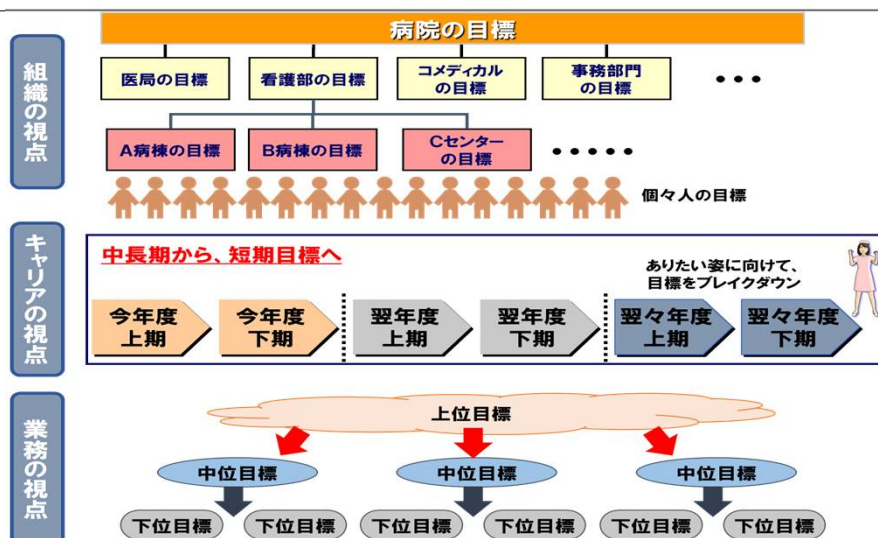 病院の目標
組織の視点
医局の目標
看護部の目標
コメディカル
の目標
事務部門
の目標
・・・
A病棟の目標
B病棟の目標
Cセンター
の目標
・・・・・
個々人の目標
キャリアの視点
中長期から、短期目標へ
ありたい姿に向けて、
目標をブレイクダウン
今年度
上期
今年度
下期
翌年度
上期
翌年度
下期
翌々年度
上期
翌々年度
下期
業務の視点
上位目標
中位目標
中位目標
中位目標
下位目標
下位目標
下位目標
下位目標
下位目標
下位目標